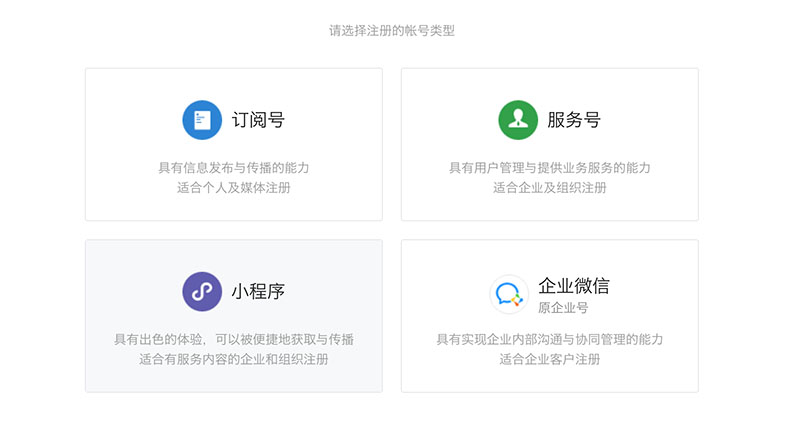 请选择注册的帐号类型
订阅号
具有信息发布与传播的能力
适合个人及媒体注册
服务号
具有用户管理与提供业务服务的能力
适合企业及组织注册
小程序
具有出色的体验，可以被便捷地获取与传播
适合有服务内容的企业和组织注册
企业微信
原企业号
具有实现企业内部沟通与协同管理的能力
适合企业客户注册